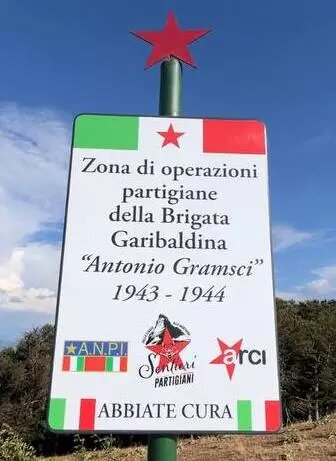 Zona di operazioni
partigiane
della Brigata
Garibaldina
“Antonio Gramsci”
1943 - 1944
A.N.P.I.
Sentieri
PARTIGIANI
arci
ABBIATE CURA